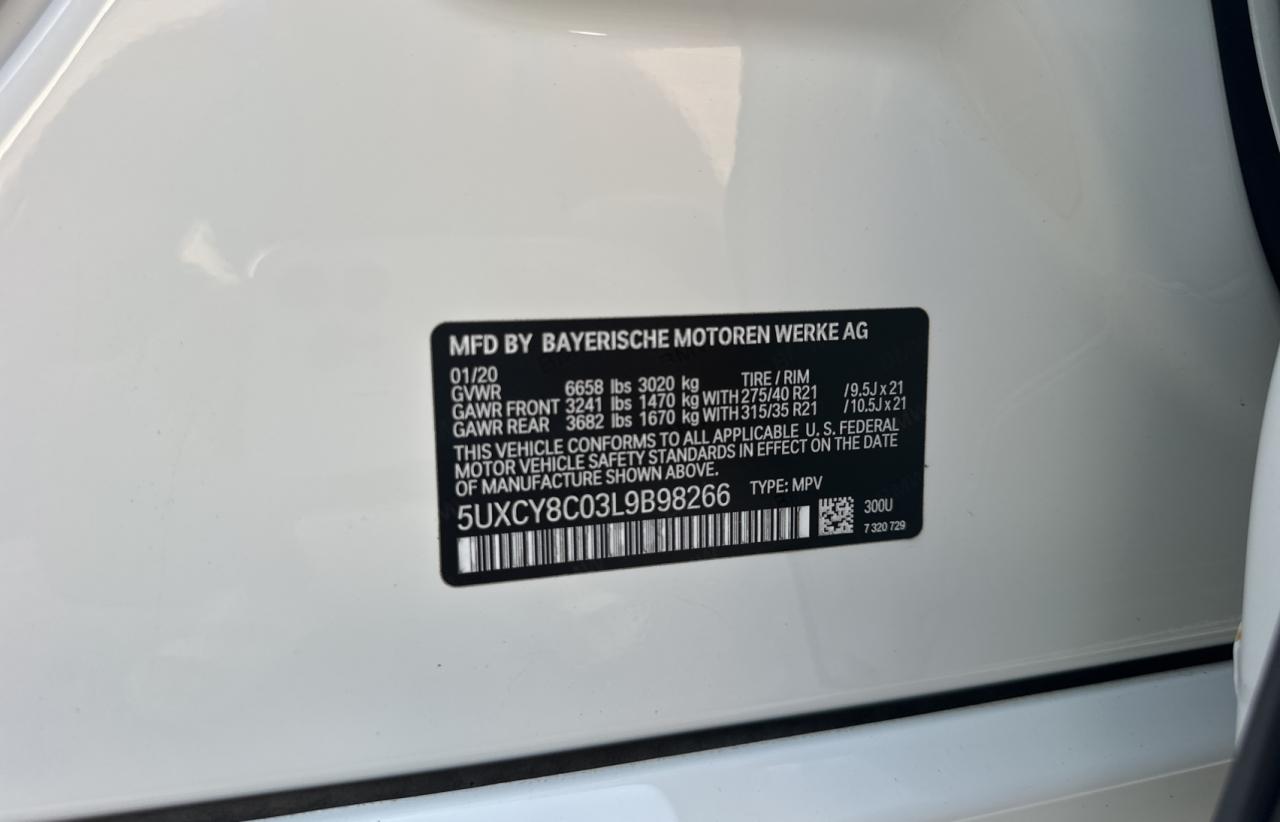 MFD BY BAYERISCHE MOTOREN WERKE AG
01/20 TIRE / RIM
GVWR 6658 lbs 3020 kg
GAWR FRONT 3241 lbs 1470 kg WITH 275/40 R21 / 9.5J x 21
GAWR REAR 3682 lbs 1670 kg WITH 315/35 R21 / 10.5J x 21
THIS VEHICLE CONFORMS TO ALL APPLICABLE U. S. FEDERAL
MOTOR VEHICLE SAFETY STANDARDS IN EFFECT ON THE DATE
OF MANUFACTURE SHOWN ABOVE.
5UXCY8C03L9B98266 TYPE: MPV
300U
7 320 729